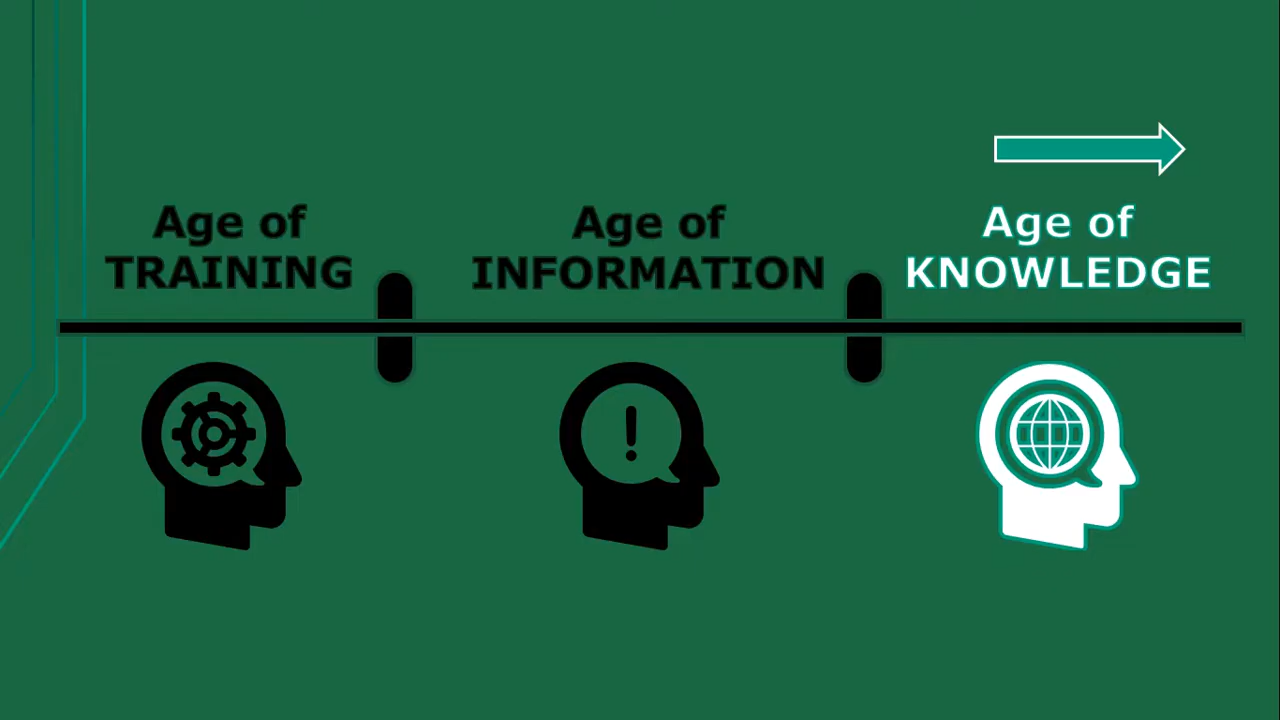 Age of
TRAINING
Age of
INFORMATION
Age of
KNOWLEDGE